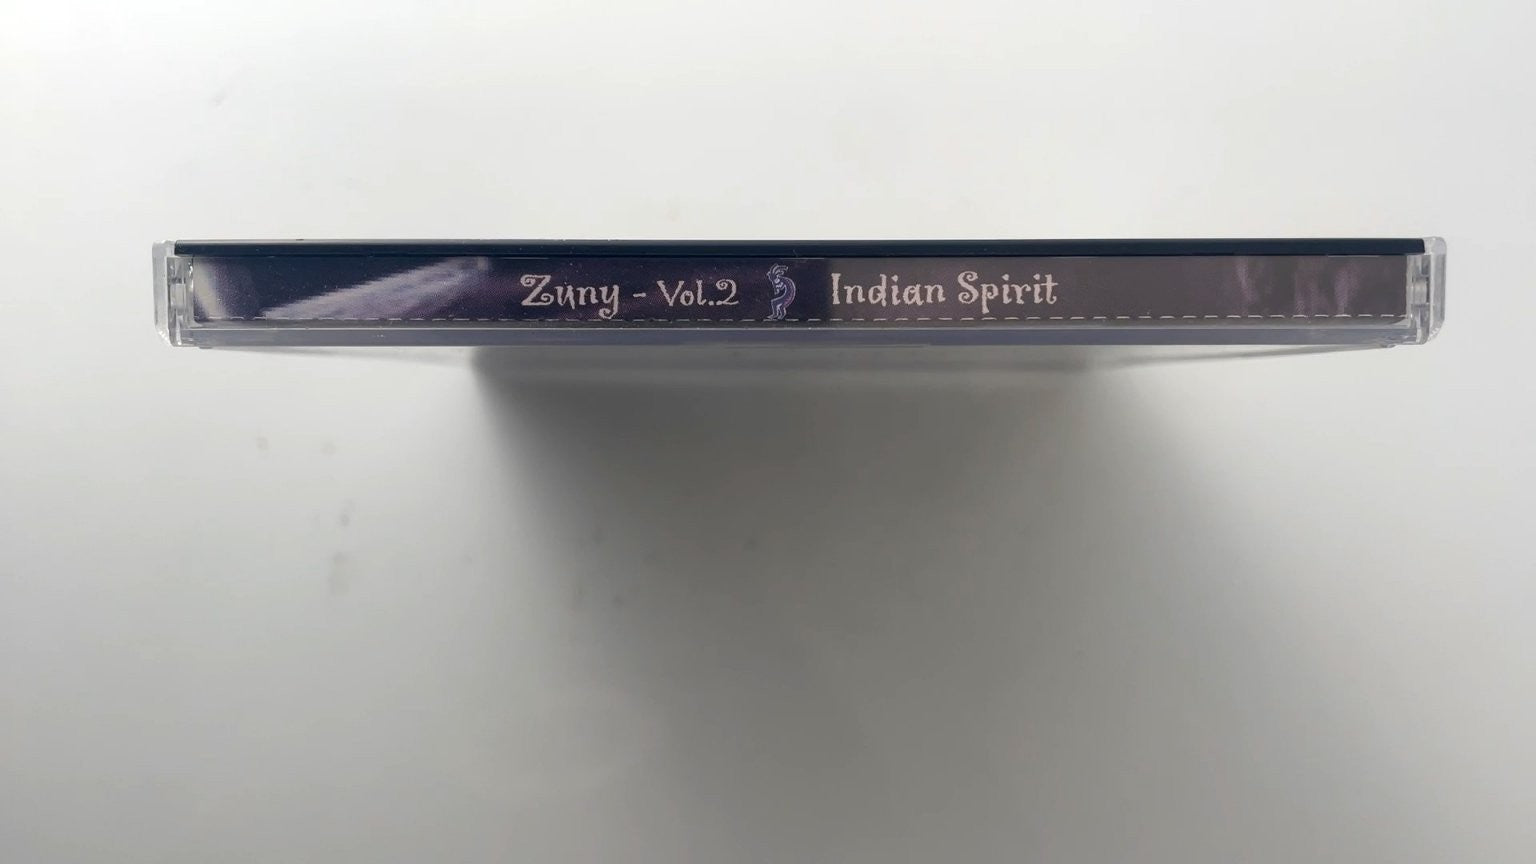 Zuny - Vol.2 Indian Spirit